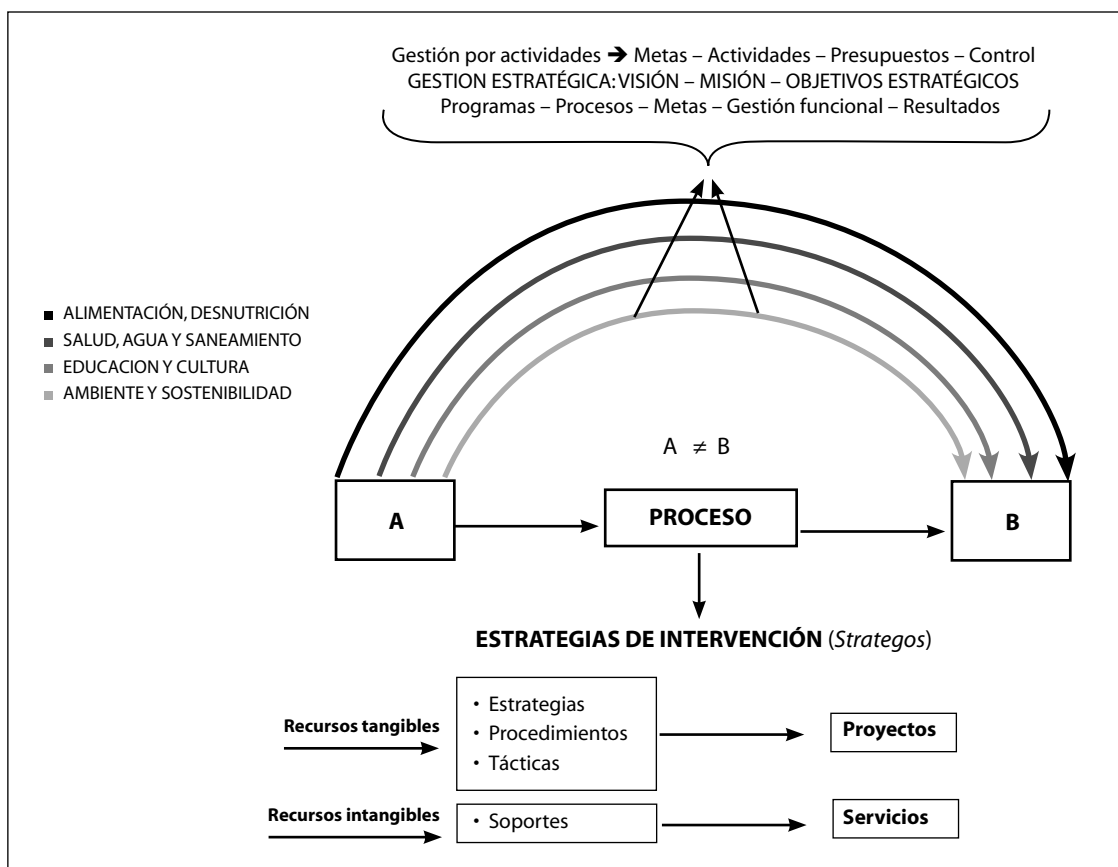 Gestión por actividades ➔ Metas – Actividades – Presupuestos – Control
GESTION ESTRATÉGICA: VISIÓN – MISIÓN – OBJETIVOS ESTRATÉGICOS
Programas – Procesos – Metas – Gestión funcional – Resultados
ALIMENTACIÓN, DESNUTRICIÓN
SALUD, AGUA Y SANEAMIENTO
EDUCACION Y CULTURA
AMBIENTE Y SOSTENIBILIDAD
A ≠ B
A
PROCESO
B
ESTRATEGIAS DE INTERVENCIÓN (Strategos)
Recursos tangibles
• Estrategias
• Procedimientos
• Tácticas
Proyectos
Recursos intangibles
• Soportes
Servicios